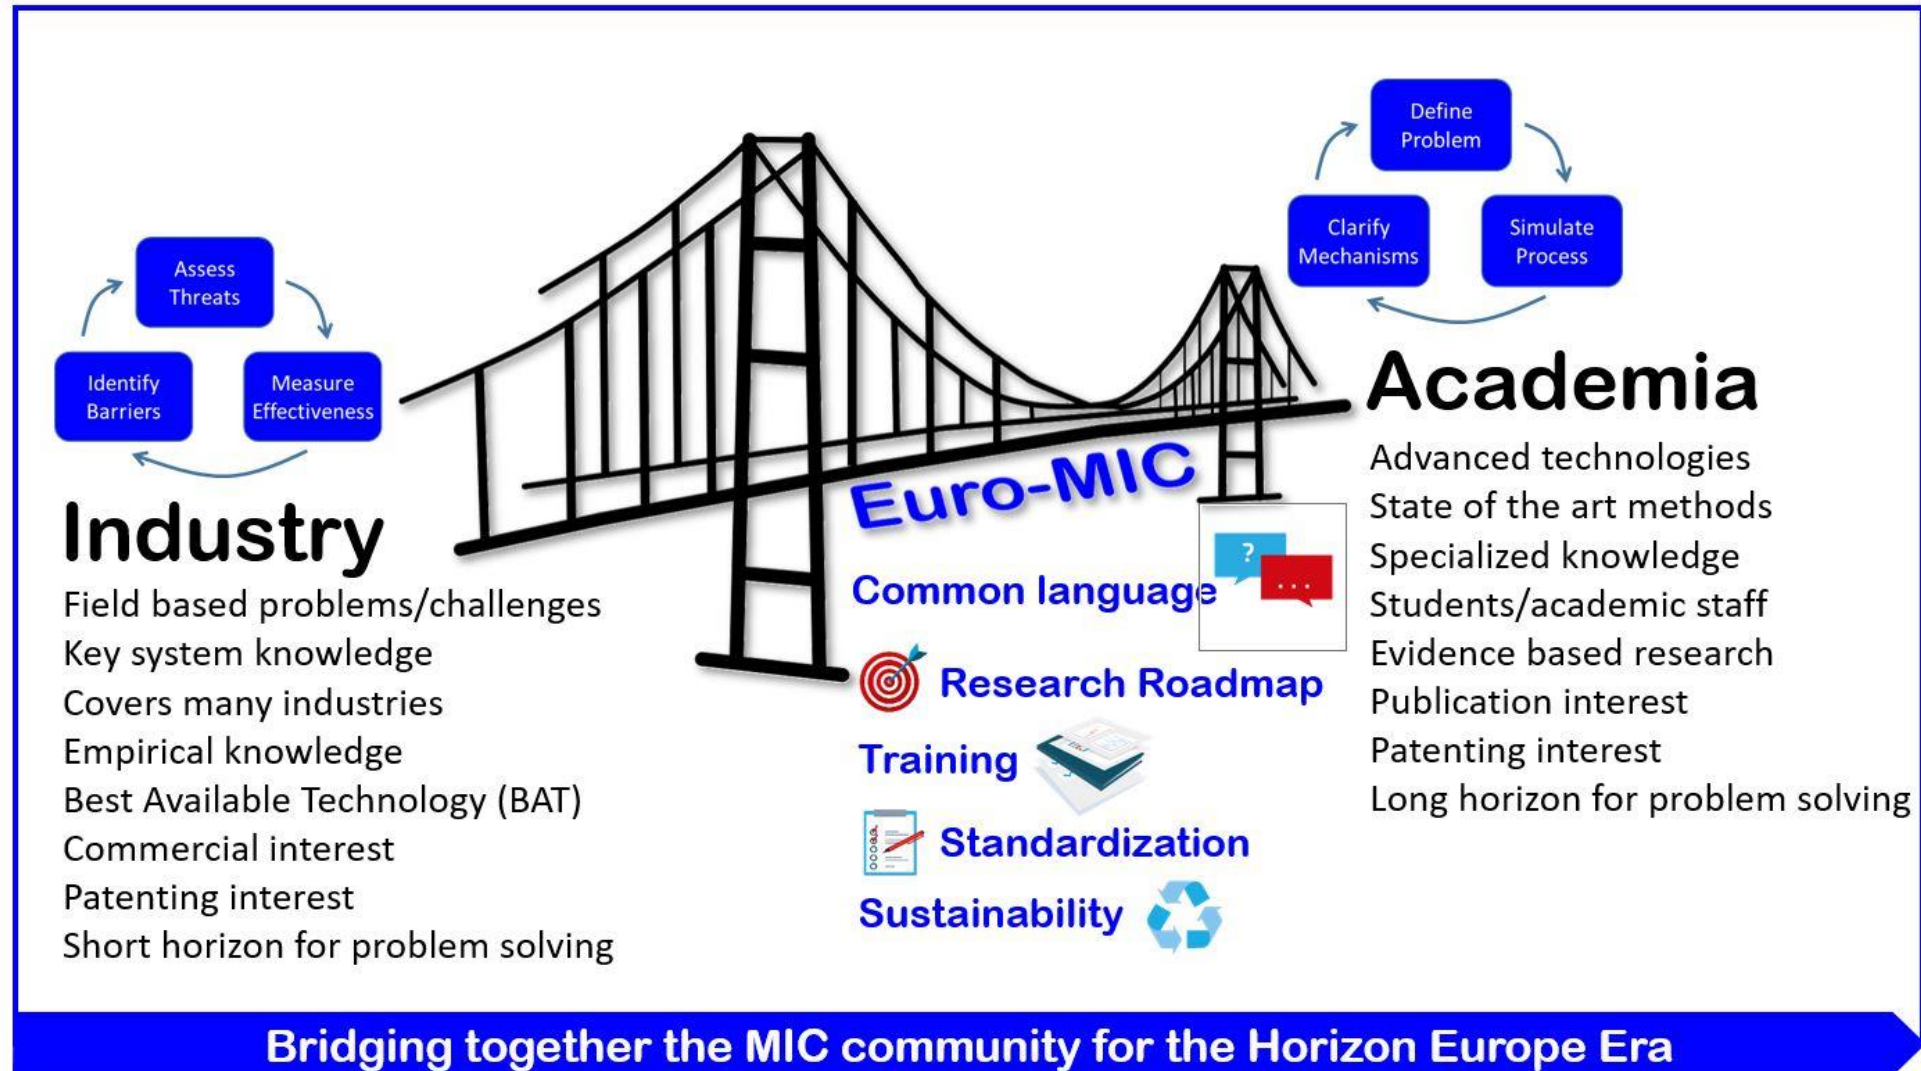 Assess
Threats
Identify
Barriers
Measure
Effectiveness
Industry
Field based problems/challenges
Key system knowledge
Covers many industries
Empirical knowledge
Best Available Technology (BAT)
Commercial interest
Patenting interest
Short horizon for problem solving
Euro-MIC
Common language
?
...
Research Roadmap
Training
Standardization
Sustainability
Define
Problem
Clarify
Mechanisms
Simulate
Process
Academia
Advanced technologies
State of the art methods
Specialized knowledge
Students/academic staff
Evidence based research
Publication interest
Patenting interest
Long horizon for problem solving
Bridging together the MIC community for the Horizon Europe Era